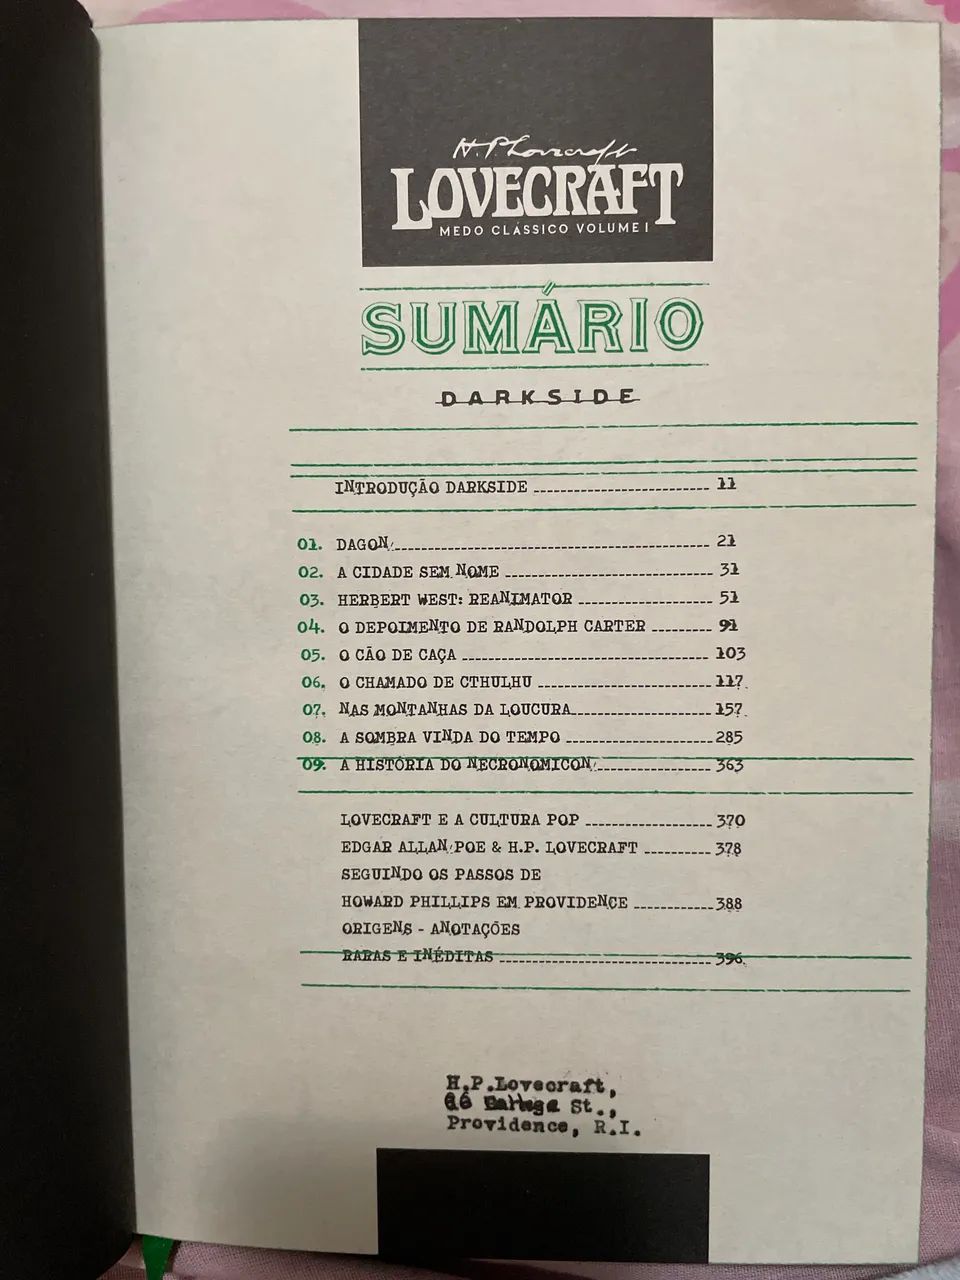 H.P. Lovecraft
LOVECRAFT
MEDO CLÁSSICO VOLUME I
SUMÁRIO
DARKSIDE
INTRODUÇÃO DARKSIDE 11
01. DAGON 21
02. A CIDADE SEM NOME 31
03. HERBERT WEST: REANIMATOR 51
04. O DEPOIMENTO DE RANDOLPH CARTER 91
05. O CÃO DE CAÇA 103
06. O CHAMADO DE CTHULHU 117
07. NAS MONTANHAS DA LOUCURA 157
08. A SOMBRA VINDA DO TEMPO 285
09. A HISTÓRIA DO NECRONOMICON 363
LOVECRAFT E A CULTURA POP 370
EDGAR ALLAN POE & H.P. LOVECRAFT 378
SEGUINDO OS PASSOS DE
HOWARD PHILLIPS EM PROVIDENCE 388
ORIGENS - ANOTAÇÕES
RARAS E INÉDITAS 396
H.P.Lovecraft,
St.,
Providence, R.I.